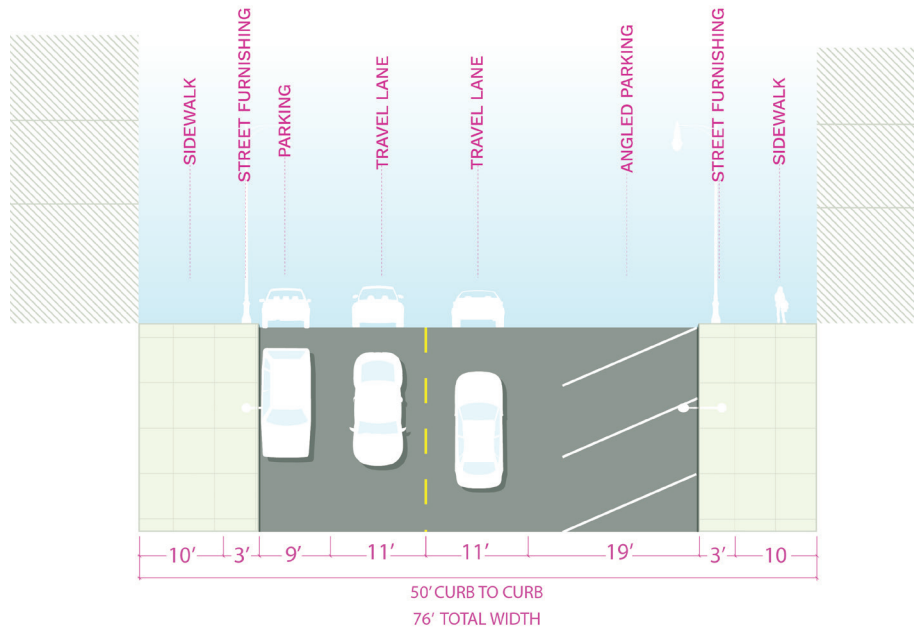 SIDEWALK
STREET FURNISHING
PARKING
TRAVEL LANE
TRAVEL LANE
ANGLED PARKING
STREET FURNISHING
SIDEWALK
10’ 3’ 9’ 11’ 11’ 19’ 3’ 10
50’ CURB TO CURB
76’ TOTAL WIDTH